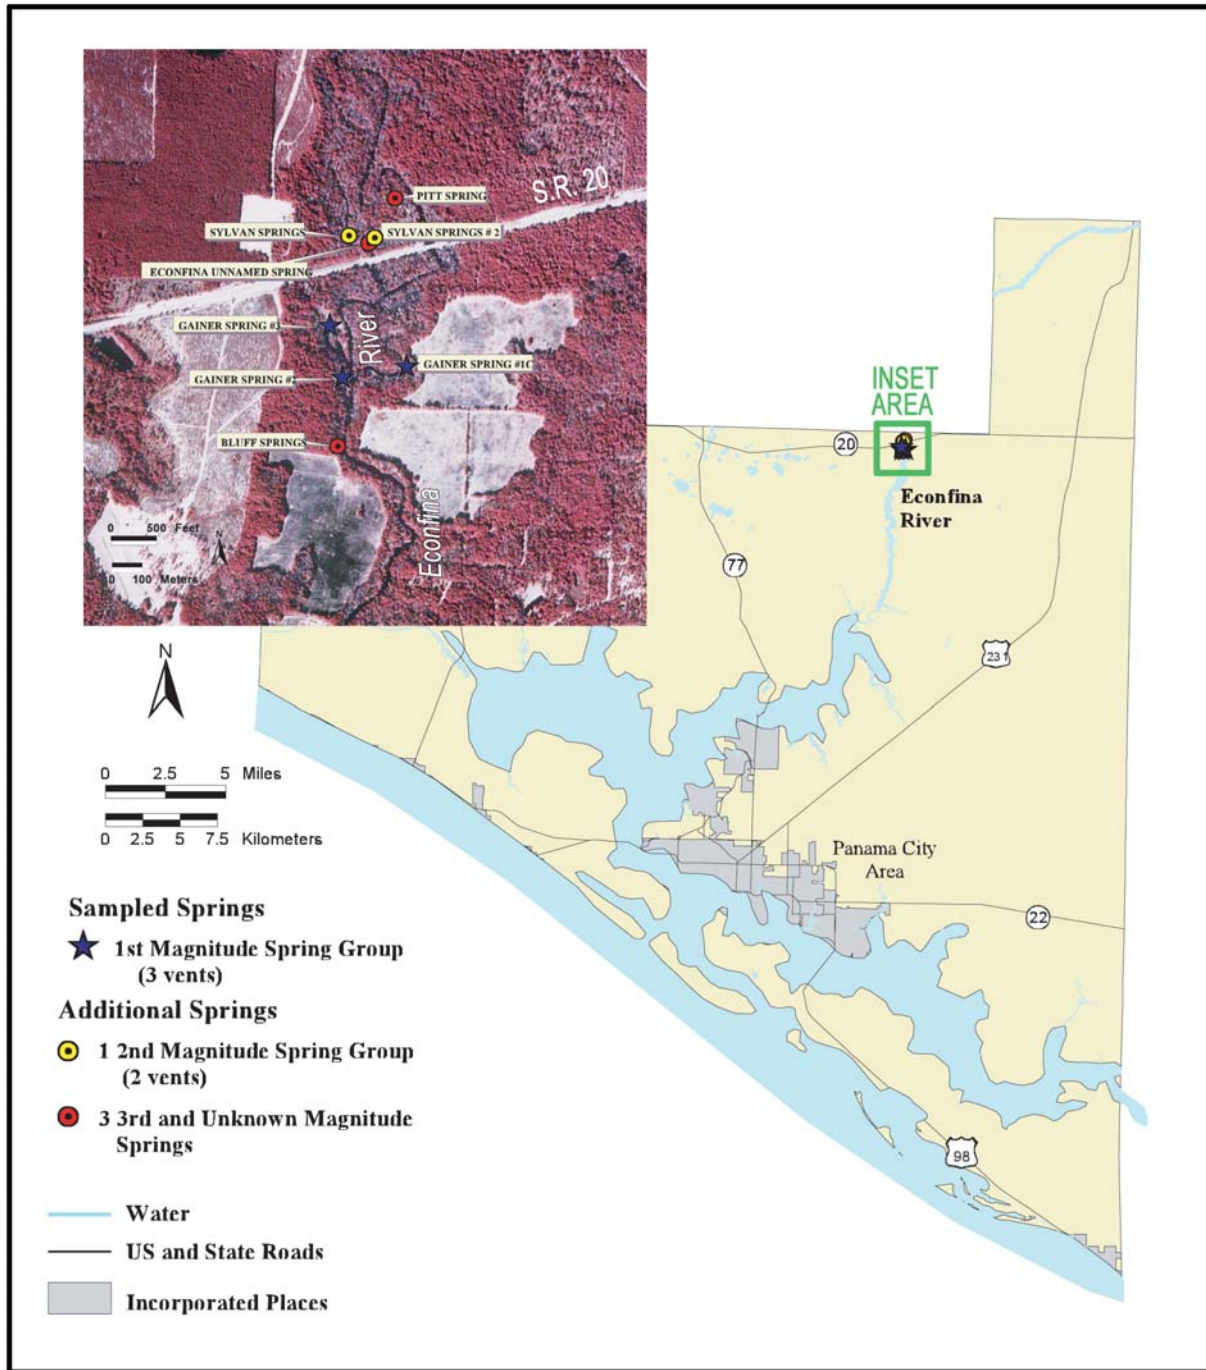 PITT SPRING
S.R. 20
SYLVAN SPRINGS
SYLVAN SPRINGS # 2
ECONFINA UNNAMED SPRING
GAINER SPRING #3
River
GAINER SPRING #1C
GAINER SPRING #2
BLUFF SPRINGS
Econfina
0 500 Feet
N
0 100 Meters
INSET
AREA
20
Econfina
River
77
231
N
0 2.5 5 Miles
0 2.5 5 7.5 Kilometers
Panama City
Area
22
98
Sampled Springs
1st Magnitude Spring Group
(3 vents)
Additional Springs
1 2nd Magnitude Spring Group
(2 vents)
3 3rd and Unknown Magnitude
Springs
Water
US and State Roads
Incorporated Places